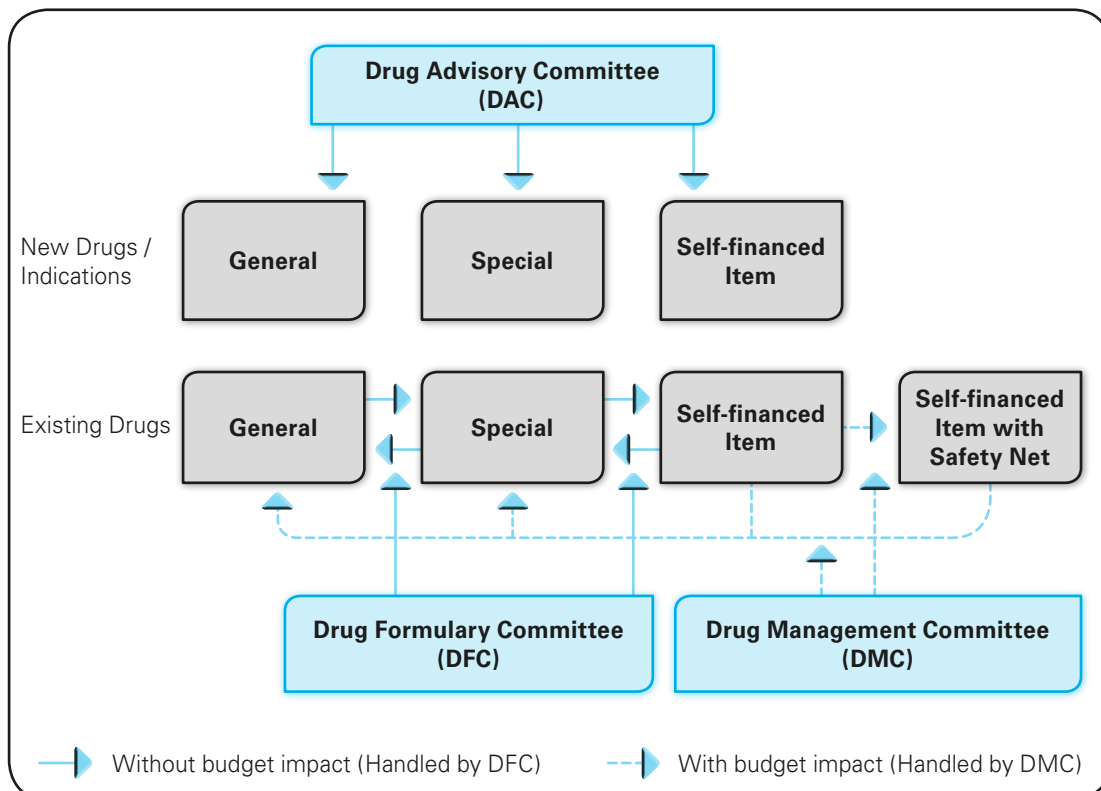 Drug Advisory Committee
(DAC)
New Drugs /
Indications
General
Special
Self-financed
Item
Existing Drugs
General
Special
Self-financed
Item
Self-financed
Item with
Safety Net
Drug Formulary Committee
(DFC)
Drug Management Committee
(DMC)
Without budget impact (Handled by DFC)
With budget impact (Handled by DMC)